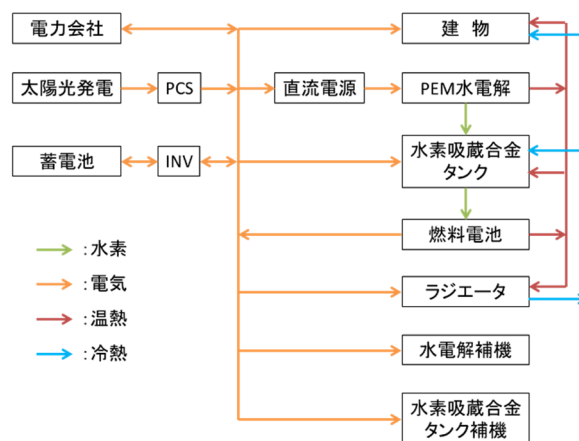 電力会社
建 物
太陽光発電
PCS
直流電源
PEM水電解
蓄電池
INV
水素吸蔵合金
タンク
燃料電池
:水素
:電気
:温熱
:冷熱
ラジエータ
水電解補機
水素吸蔵合金
タンク補機